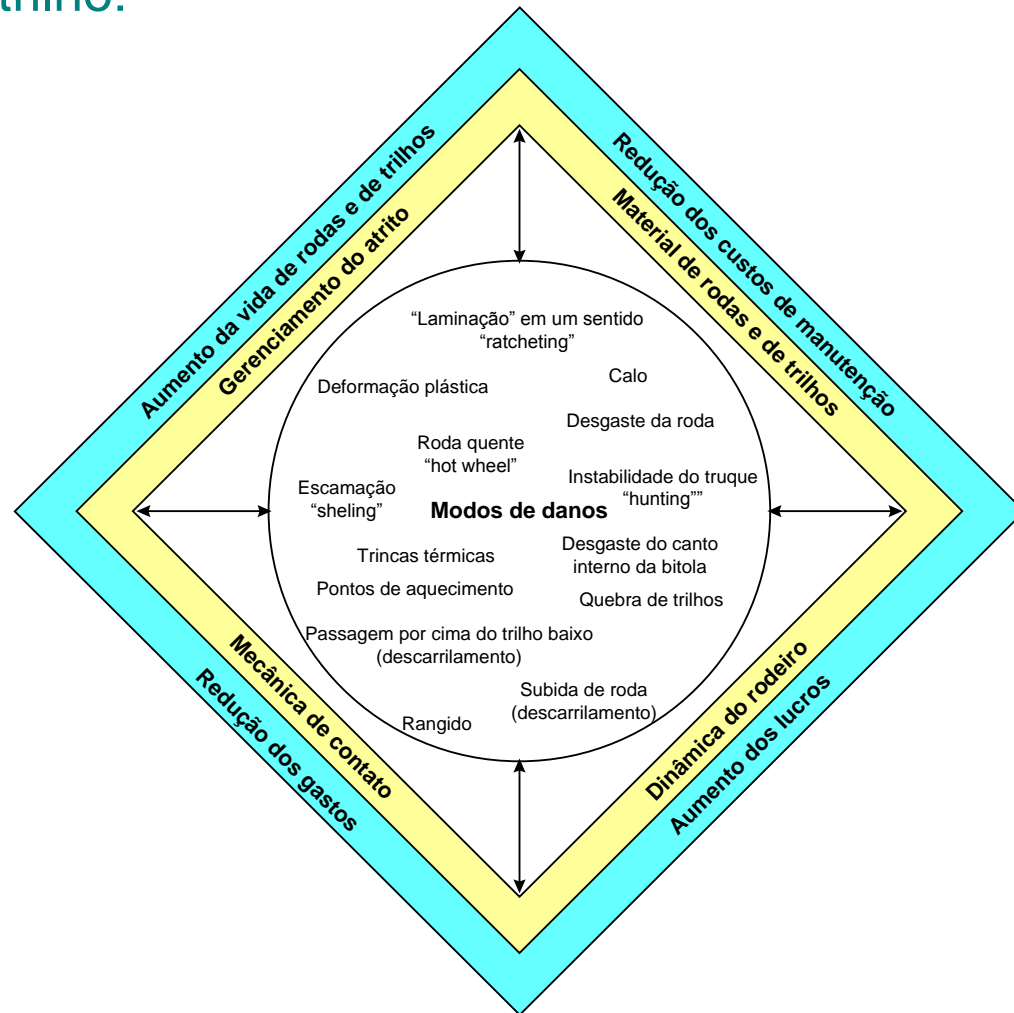 Aumento da vida de rodas e de trilhos
Gerenciamento do atrito
Redução dos custos de manutenção
Material de rodas e de trilhos
“Laminação” em um sentido
“ratcheting”
Deformação plástica
Calo
Desgaste da roda
Roda quente
“hot wheel”
Instabilidade do truque
“hunting””
Escamação
“sheling”
Modos de danos
Trincas térmicas
Desgaste do canto
interno da bitola
Pontos de aquecimento
Quebra de trilhos
Passagem por cima do trilho baixo
(descarrilamento)
Subida de roda
(descarrilamento)
Rangido
Mecânica de contato
Redução dos gastos
Dinâmica do rodeiro
Aumento dos lucros